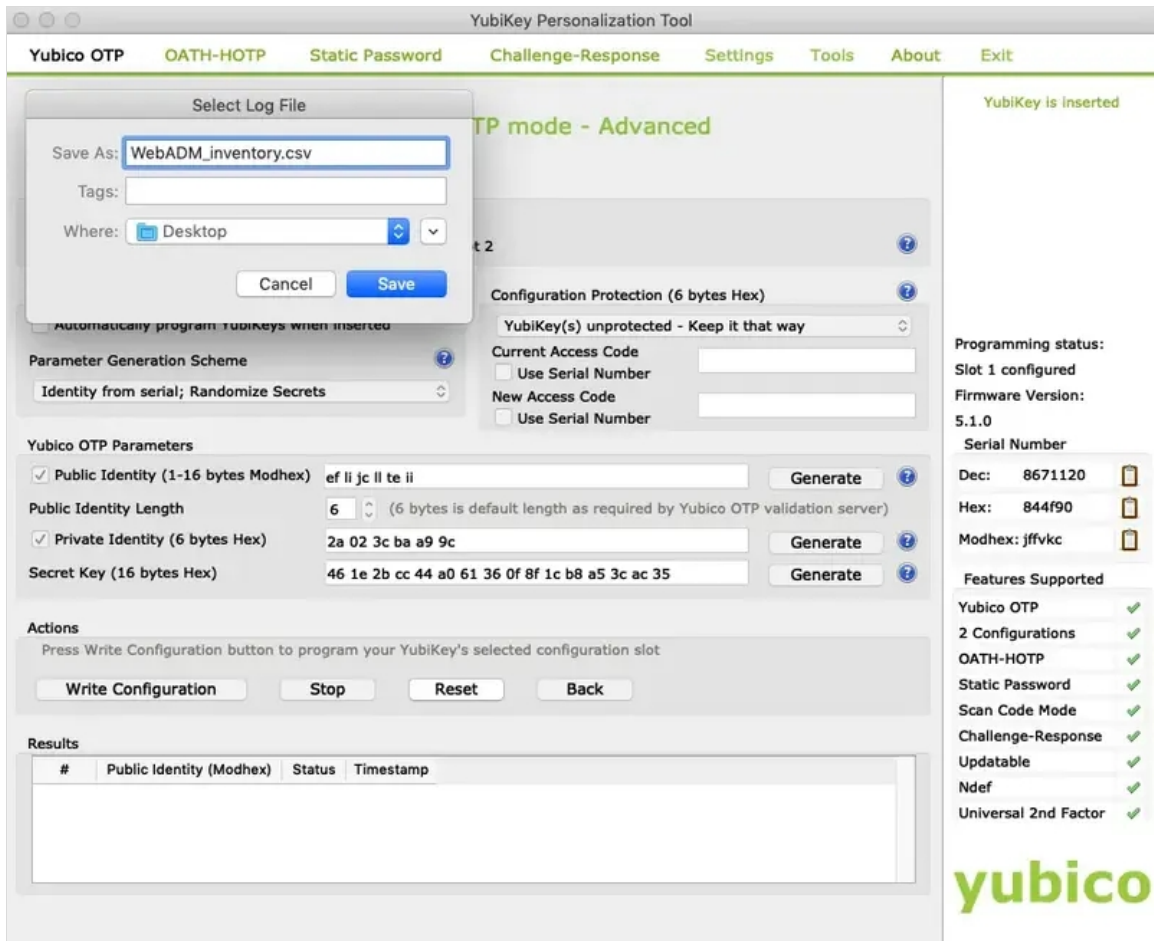 YubiKey Personalization Tool
Yubico OTP OATH-HOTP Static Password Challenge-Response Settings Tools About Exit
Select Log File
Save As: WebADM_inventory.csv
Tags:
Where: Desktop
Cancel Save
TP mode - Advanced
t 2
Automatically program YubiKeys when inserted
Parameter Generation Scheme
Identity from serial; Randomize Secrets
Configuration Protection (6 bytes Hex)
YubiKey(s) unprotected - Keep it that way
Current Access Code
Use Serial Number
New Access Code
Use Serial Number
Yubico OTP Parameters
Public Identity (1-16 bytes Modhex) ef li jc ll te ii Generate
Public Identity Length 6 (6 bytes is default length as required by Yubico OTP validation server)
Private Identity (6 bytes Hex) 2a 02 3c ba a9 9c Generate
Secret Key (16 bytes Hex) 46 1e 2b cc 44 a0 61 36 0f 8f 1c b8 a5 3c ac 35 Generate
Actions
Press Write Configuration button to program your YubiKey's selected configuration slot
Write Configuration Stop Reset Back
Results
# Public Identity (Modhex) Status Timestamp
YubiKey is inserted
Programming status:
Slot 1 configured
Firmware Version:
5.1.0
Serial Number
Dec: 8671120
Hex: 844f90
Modhex: jffvkc
Features Supported
Yubico OTP
2 Configurations
OATH-HOTP
Static Password
Scan Code Mode
Challenge-Response
Updatable
Ndef
Universal 2nd Factor
yubico